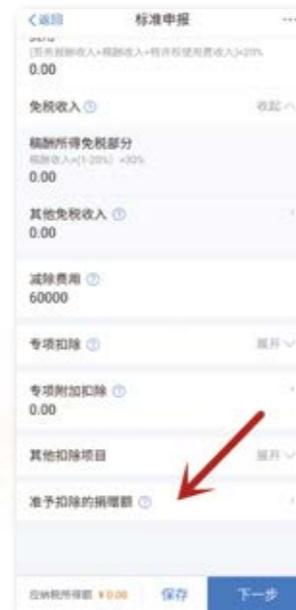 <返回 标准申报 ...
(劳务报酬收入+稿酬收入+特许权使用费收入)×20%
0.00
免税收入 ? 收起
稿酬所得免税部分
稿酬收入×(1-20%) ×30%
0.00
其他免税收入 ?
0.00
减除费用 ?
60000
专项扣除 ? 展开
专项附加扣除 ?
0.00
其他扣除项目 展开
准予扣除的捐赠额 ?
应纳税所得额 ¥0.00 保存 下一步